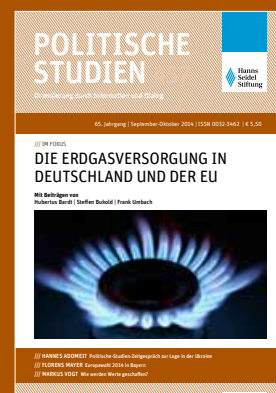 POLITISCHE
STUDIEN
Orientierung durch Information und Dialog
Hanns
Seidel
Stiftung
65. Jahrgang | September-Oktober 2014 | ISSN 0032-3462 | € 5,50
/// IM FOKUS
DIE ERDGASVERSORGUNG IN
DEUTSCHLAND UND DER EU
Mit Beiträgen von
Hubertus Bardt | Steffen Bukold | Frank Umbach
/// HANNES ADOMEIT Politische-Studien-Zeitgespräch zur Lage in der Ukraine
/// FLORENS MAYER Europawahl 2014 in Bayern
/// MARKUS VOGT Wie werden Werte geschaffen?